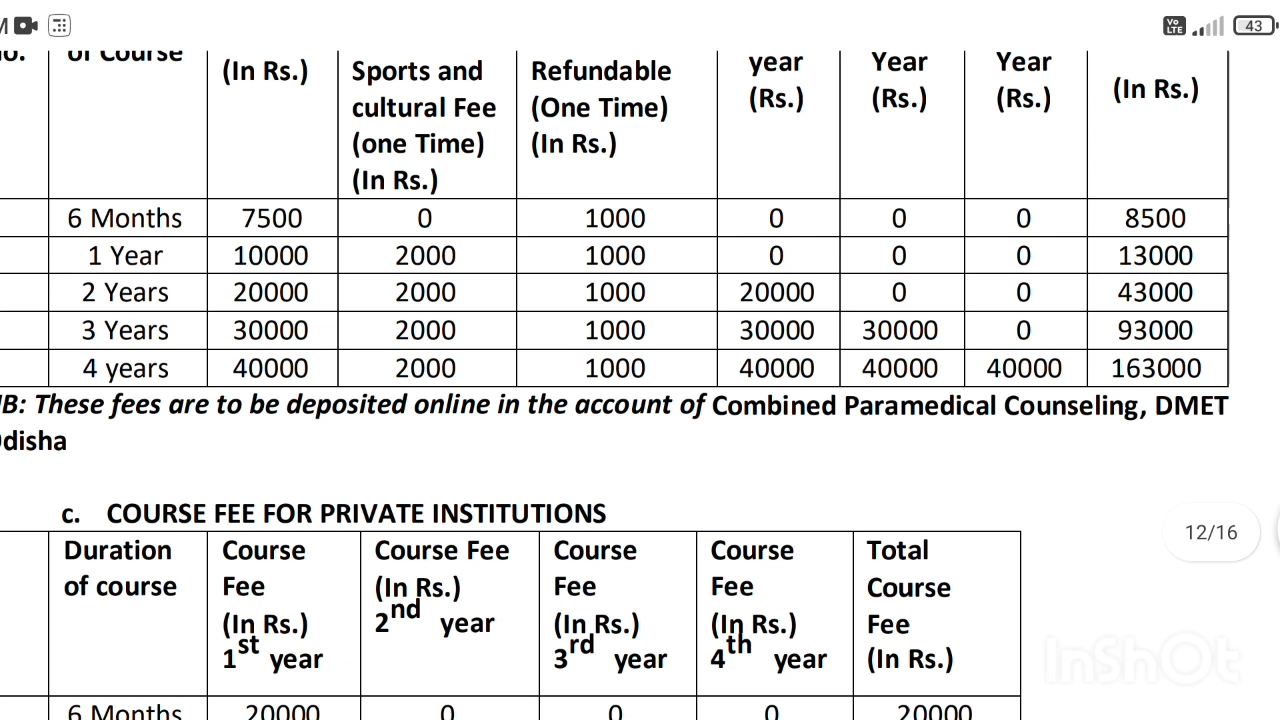 M
Vo LTE 43
of Course (In Rs.) Sports and cultural Fee (one Time) (In Rs.) Refundable (One Time) (In Rs.) year (Rs.) Year (Rs.) Year (Rs.) (In Rs.)
6 Months 7500 0 1000 0 0 0 8500
1 Year 10000 2000 1000 0 0 0 13000
2 Years 20000 2000 1000 20000 0 0 43000
3 Years 30000 2000 1000 30000 30000 0 93000
4 years 40000 2000 1000 40000 40000 40000 163000
B: These fees are to be deposited online in the account of Combined Paramedical Counseling, DMET
disha
c. COURSE FEE FOR PRIVATE INSTITUTIONS
12/16
Duration of course Course Fee (In Rs.) 1st year Course Fee (In Rs.) 2nd year Course Fee (In Rs.) 3rd year Course Fee (In Rs.) 4th year Total Course Fee (In Rs.)
InShOt
6 Months 20000 0 0 0 20000